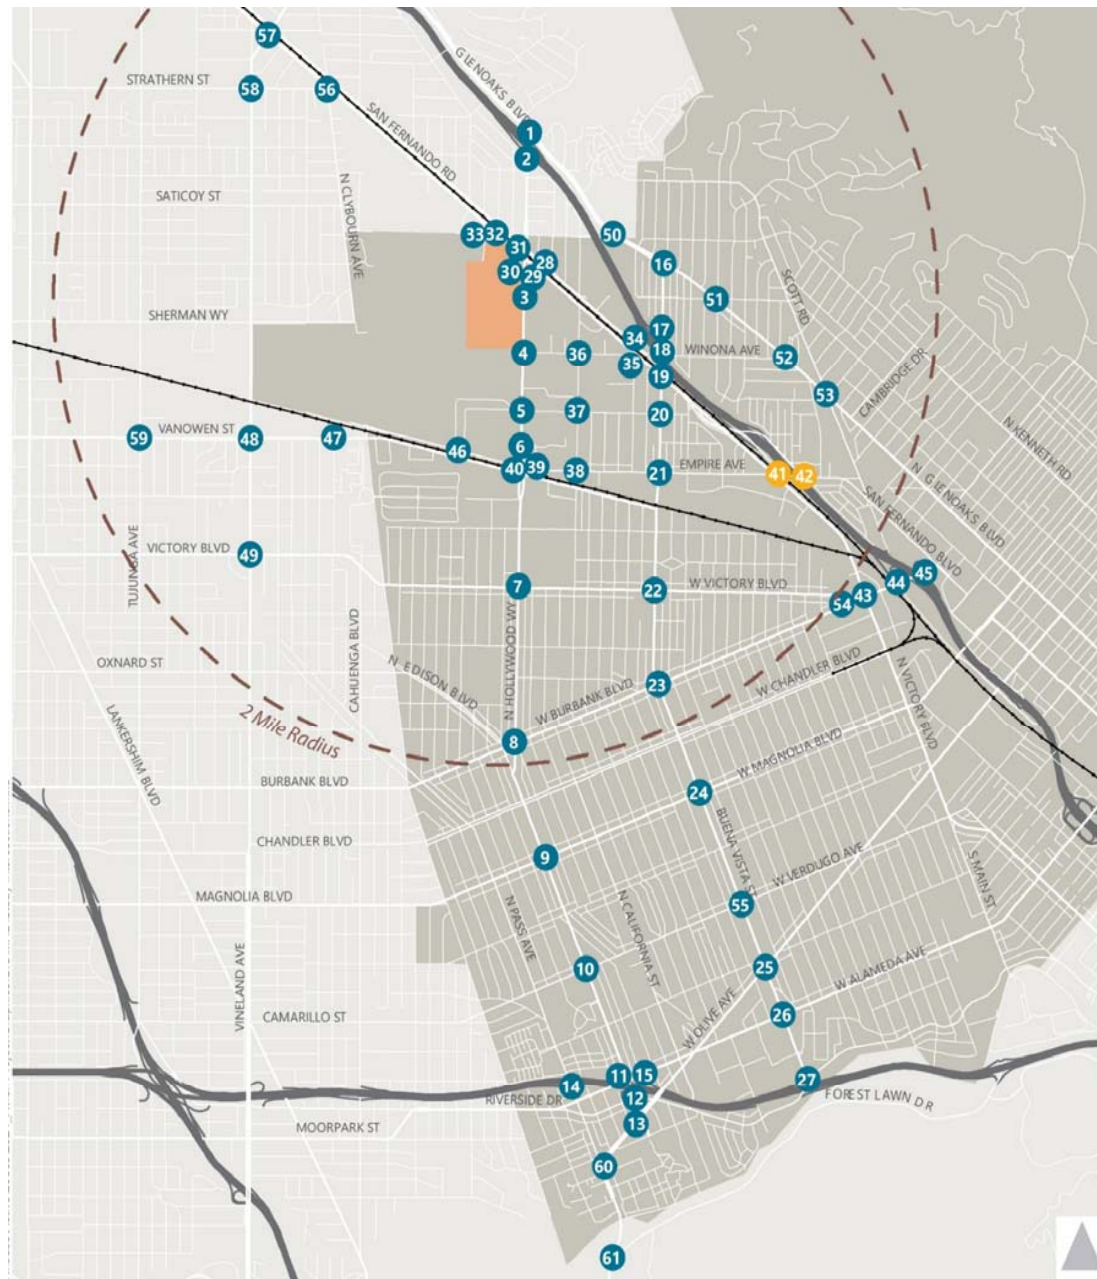 57
GLENOAKS BLVD
STRATHERN ST
58
56
SAN FERNANDO RD
1
2
SATICOY ST
N CLYBOURN AVE
33
32
31
50
28
16
30
29
3
51
SCOTT RD
SHERMAN WY
17
34
4
36
18
WINONA AVE
52
35
19
53
CAMBRIDGE DR
5
37
20
N KENNETH RD
59
VANOWEN ST
48
47
46
6
40
39
38
21
EMPIRE AVE
41
42
N GLENOAKS BLVD
SAN FERNANDO BLVD
TUJUNGA AVE
VICTORY BLVD
49
7
22
W VICTORY BLVD
54
43
44
45
CAHUENGA BLVD
OXNARD ST
N EDISON BLVD
N HOLLYWOOD WY
W BURBANK BLVD
23
W CHANDLER BLVD
N VICTORY BLVD
LANKERSHIM BLVD
2 Mile Radius
8
BURBANK BLVD
W MAGNOLIA BLVD
24
CHANDLER BLVD
BUENA VISTA ST
9
W VERDUGO AVE
S MAIN ST
MAGNOLIA BLVD
N PASS AVE
N CALIFORNIA ST
55
VINELAND AVE
10
25
W ALAMEDA AVE
CAMARILLO ST
W OLIVE AVE
26
11
15
14
27
RIVERSIDE DR
12
FOREST LAWN DR
MOORPARK ST
13
60
61